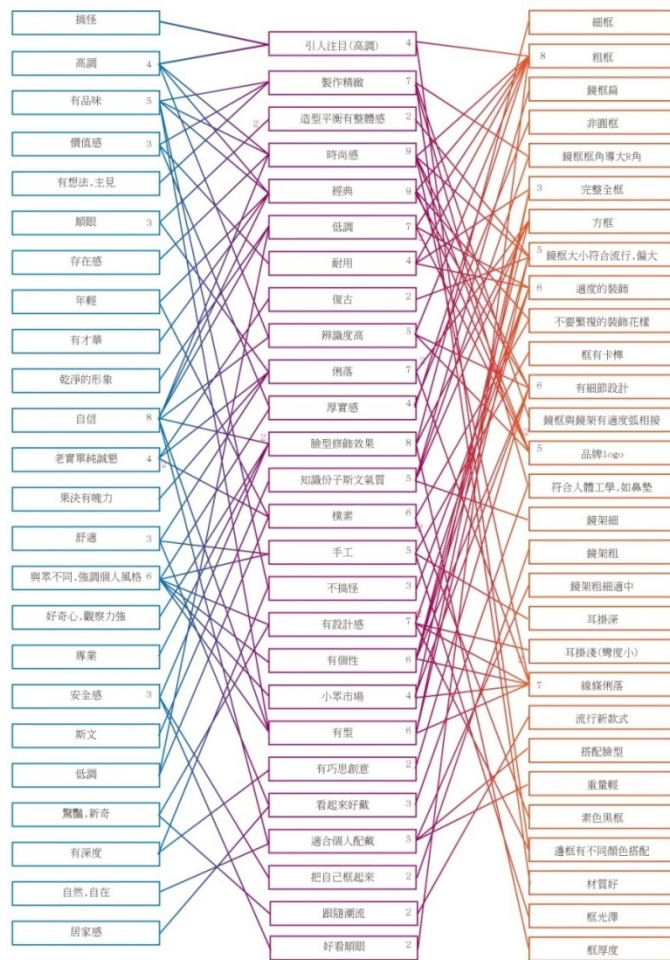 搞怪
高調 4
有品味 5
價值感 3
有想法,主見
順眼 3
存在感
年輕
有才華
乾淨的形象
自信 8
老實單純誠懇 4
果決有魄力
舒適 3
與眾不同,強調個人風格 6
好奇心,觀察力強
專業
安全感 3
斯文
低調
驚豔,新奇
有深度
自然,自在
居家感
引人注目(高調) 4
製作精緻 7
造型平衡有整體感 2
時尚感 9
經典 9
低調 7
耐用 4
復古 2
辨識度高 5
俐落 7
厚實感 4
臉型修飾效果 8
知識份子斯文氣質 5
樸素 6
手工 5
不搞怪 3
有設計感 7
有個性 6
小眾市場 4
有型 6
有巧思創意 2
看起來好戴 3
適合個人配戴 5
把自己框起來 2
跟隨潮流 2
好看順眼 2
細框
8 粗框
鏡框扁
非圓框
鏡框框角導大R角
3 完整全框
方框
5 鏡框大小符合流行,偏大
6 適度的裝飾
不要繁複的裝飾花樣
框有卡榫
6 有細節設計
鏡框與鏡架有適度弧相接
5 品牌logo
符合人體工學,如鼻墊
鏡架細
鏡架粗
鏡架粗細適中
耳掛深
耳掛淺(彎度小)
7 線條俐落
流行新款式
搭配臉型
重量輕
素色黑框
邊框有不同顏色搭配
材質好
框光澤
框厚度
2
2
2
2